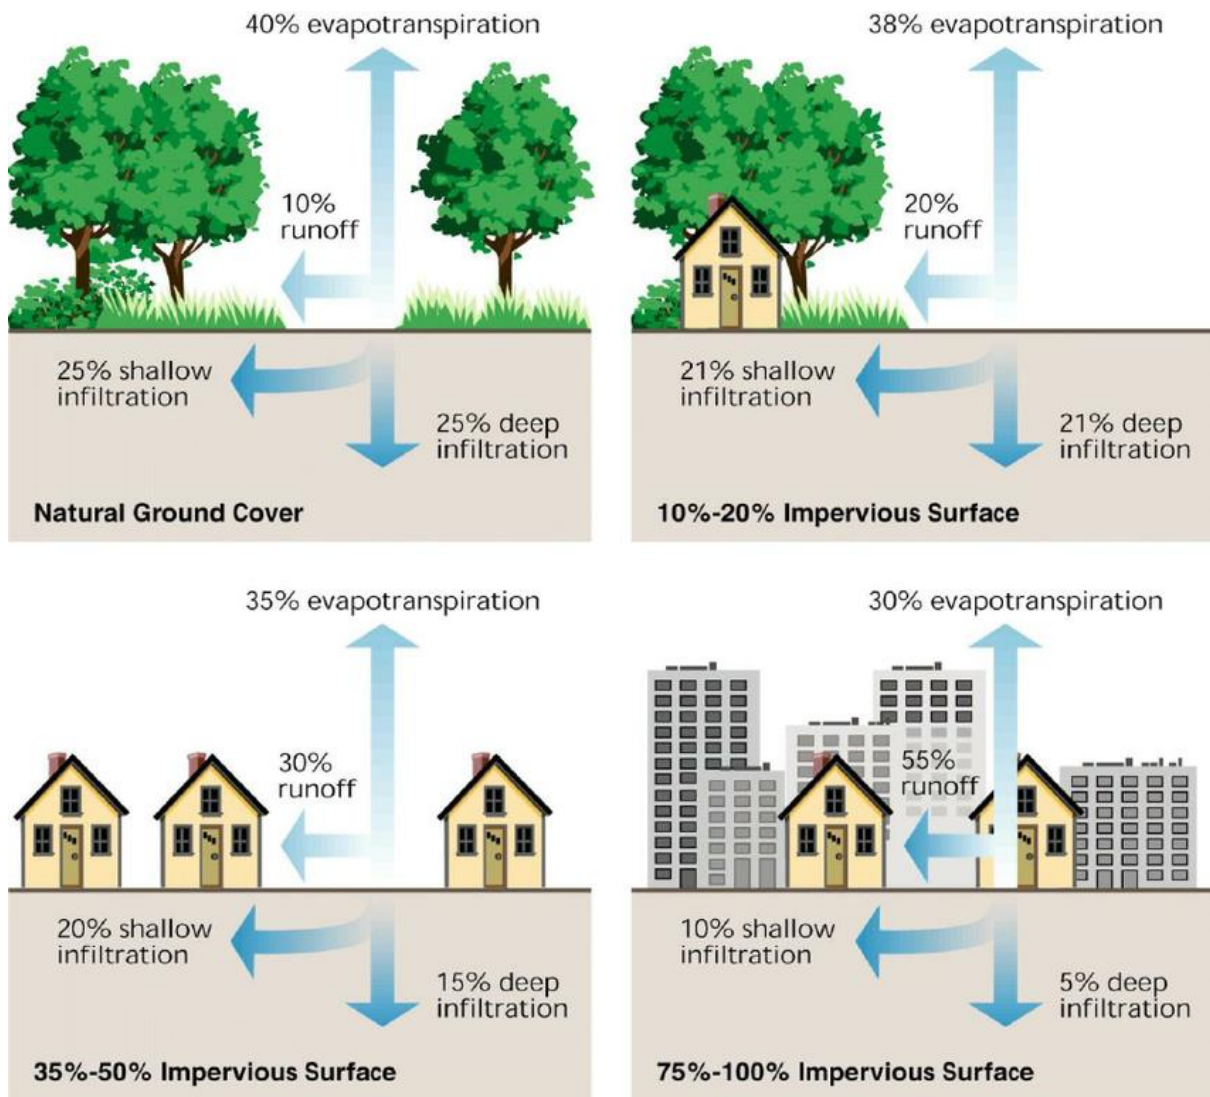 40% evapotranspiration
10%
runoff
25% shallow
infiltration
25% deep
infiltration
Natural Ground Cover
38% evapotranspiration
20%
runoff
21% shallow
infiltration
21% deep
infiltration
10%-20% Impervious Surface
35% evapotranspiration
30%
runoff
20% shallow
infiltration
15% deep
infiltration
35%-50% Impervious Surface
30% evapotranspiration
55%
runoff
10% shallow
infiltration
5% deep
infiltration
75%-100% Impervious Surface